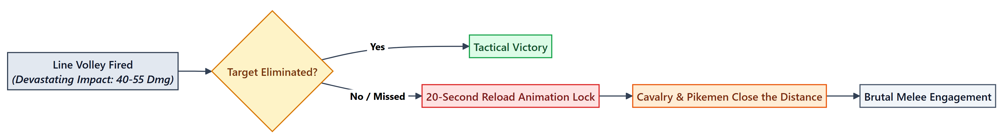 Line Volley Fired
(Devastating Impact: 40-55 Dmg)
Target Eliminated?
Yes
Tactical Victory
No / Missed
20-Second Reload Animation Lock
Cavalry & Pikemen Close the Distance
Brutal Melee Engagement